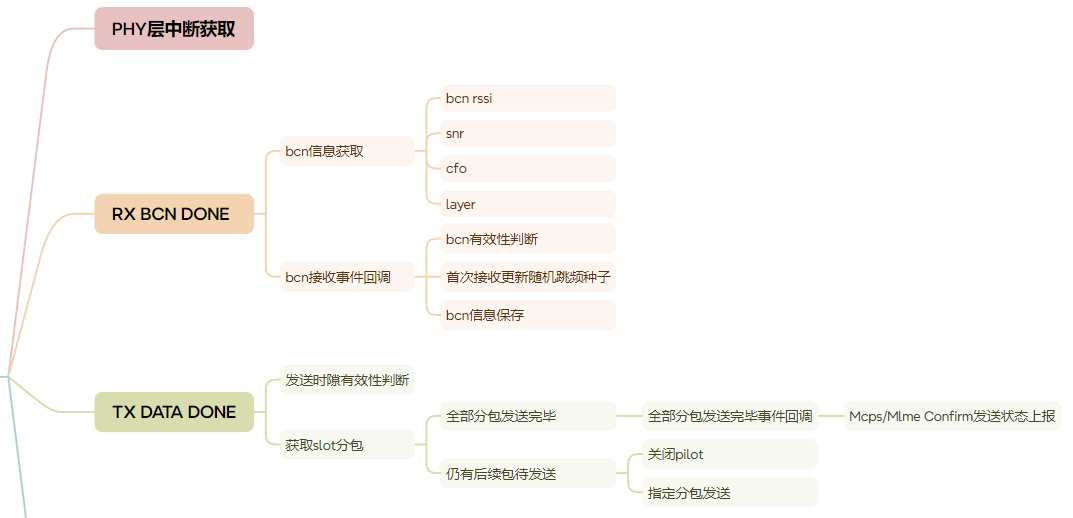 PHY层中断获取
RX BCN DONE
bcn信息获取
bcn rssi
snr
cfo
layer
bcn接收事件回调
bcn有效性判断
首次接收更新随机跳频种子
bcn信息保存
TX DATA DONE
发送时隙有效性判断
获取slot分包
全部分包发送完毕
全部分包发送完毕事件回调
Mcps/Mlme Confirm发送状态上报
仍有后续包待发送
关闭pilot
指定分包发送